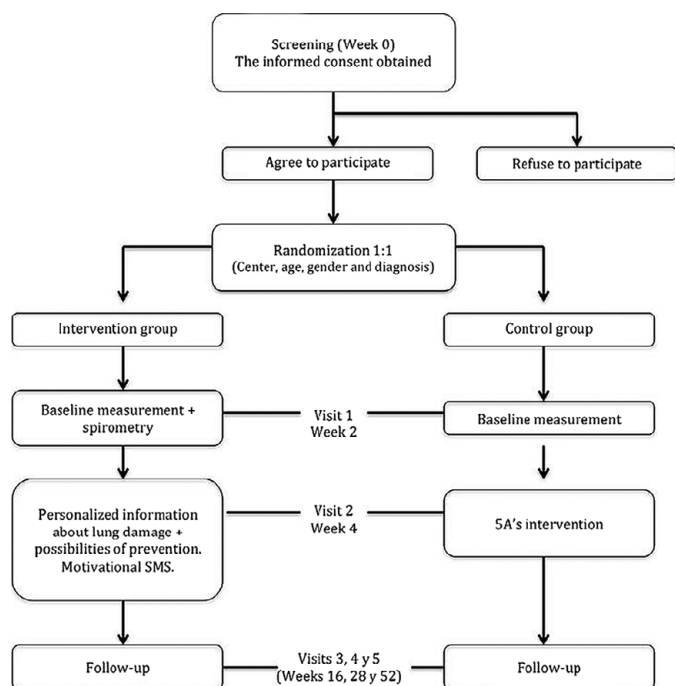 Screening (Week 0)
The informed consent obtained
Agree to participate
Refuse to participate
Randomization 1:1
(Center, age, gender and diagnosis)
Intervention group
Control group
Baseline measurement +
spirometry
Visit 1
Week 2
Baseline measurement
Personalized information
about lung damage +
possibilities of prevention.
Motivational SMS.
Visit 2
Week 4
5A's intervention
Follow-up
Visits 3, 4 y 5
(Weeks 16, 28 y 52)
Follow-up